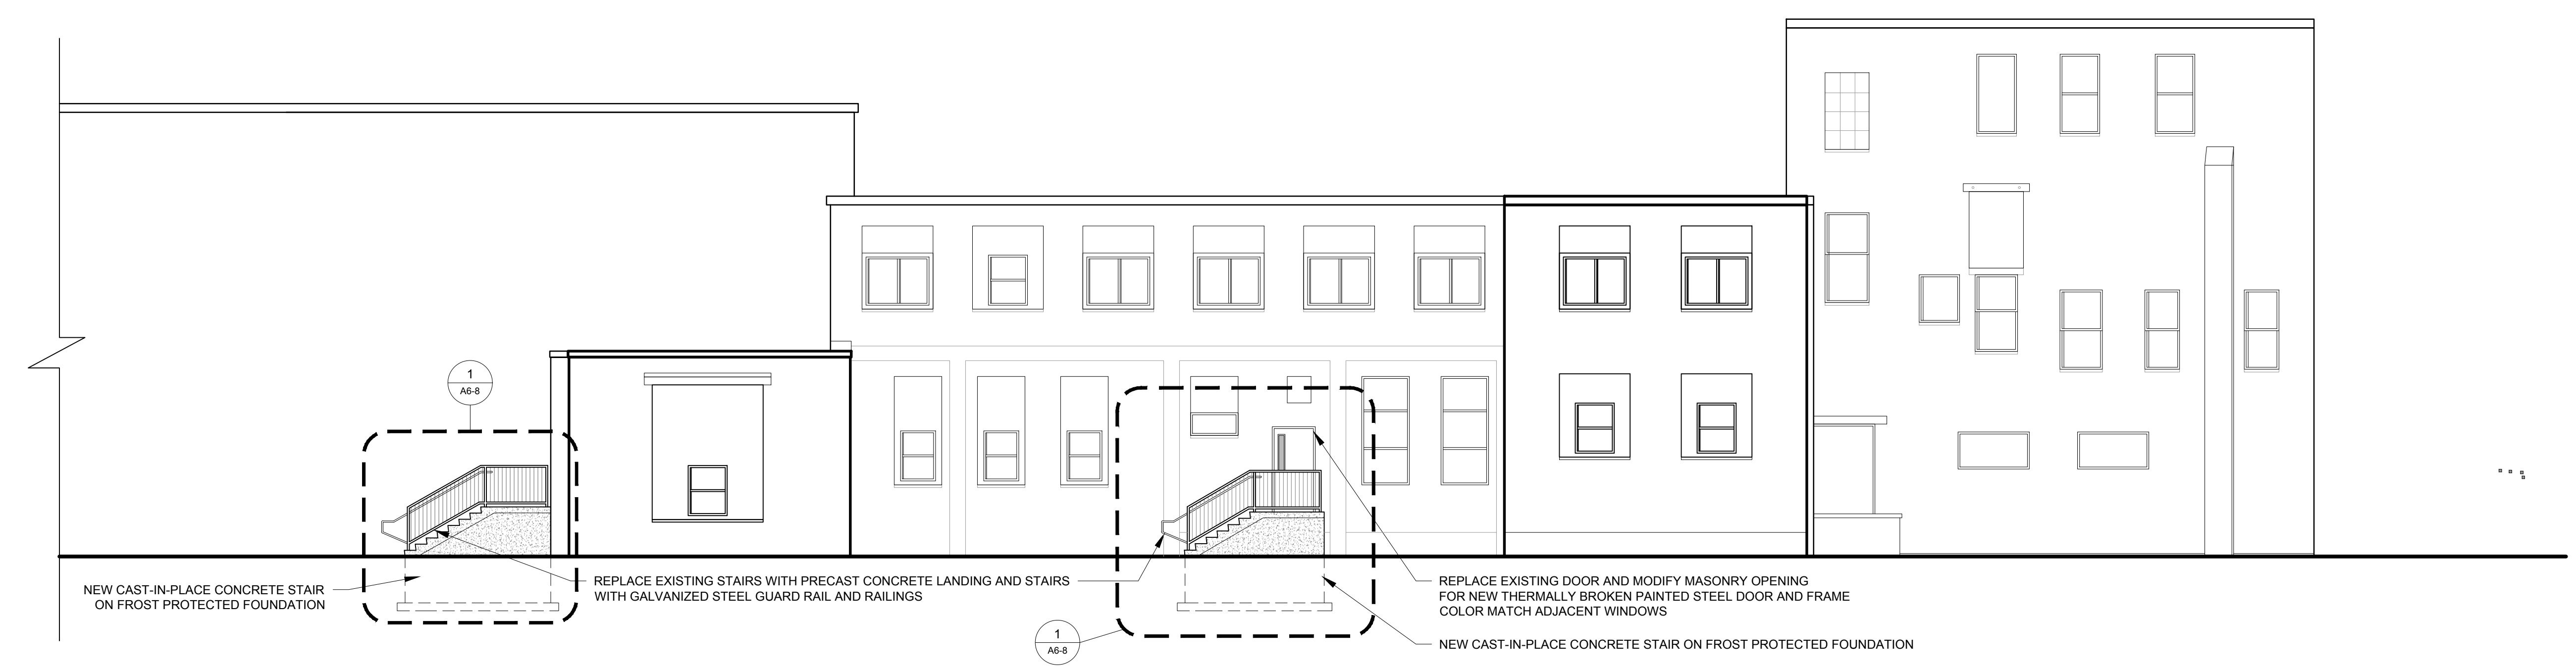 1
A6-8
NEW CAST-IN-PLACE CONCRETE STAIR
ON FROST PROTECTED FOUNDATION
REPLACE EXISTING STAIRS WITH PRECAST CONCRETE LANDING AND STAIRS
WITH GALVANIZED STEEL GUARD RAIL AND RAILINGS
REPLACE EXISTING DOOR AND MODIFY MASONRY OPENING
FOR NEW THERMALLY BROKEN PAINTED STEEL DOOR AND FRAME
COLOR MATCH ADJACENT WINDOWS
1
A6-8
NEW CAST-IN-PLACE CONCRETE STAIR ON FROST PROTECTED FOUNDATION